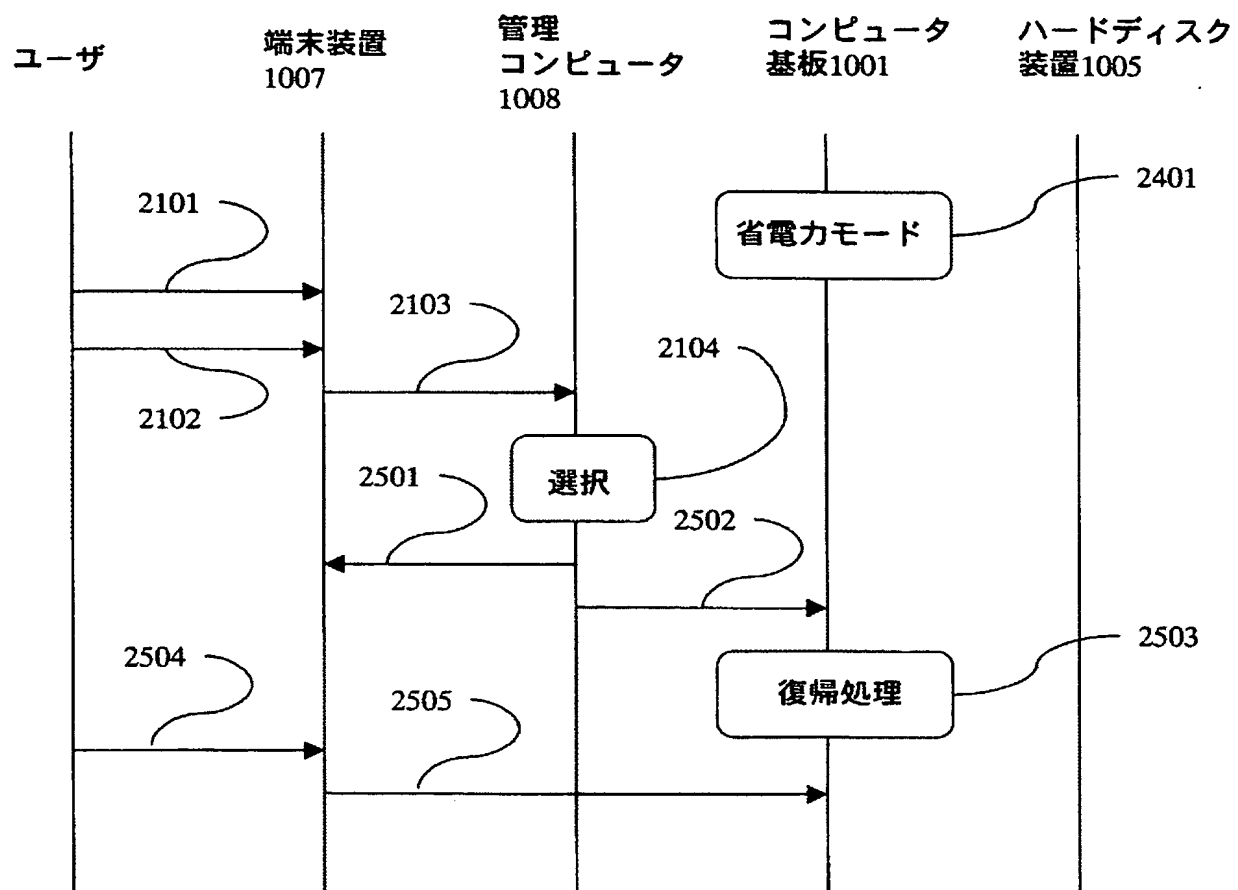 ユーザ
端末装置
1007
管理
コンピュータ
1008
コンピュータ
基板1001
ハードディスク
装置1005
2401
省電力モード
2101
2103
2104
2102
選択
2501
2502
2503
復帰処理
2504
2505